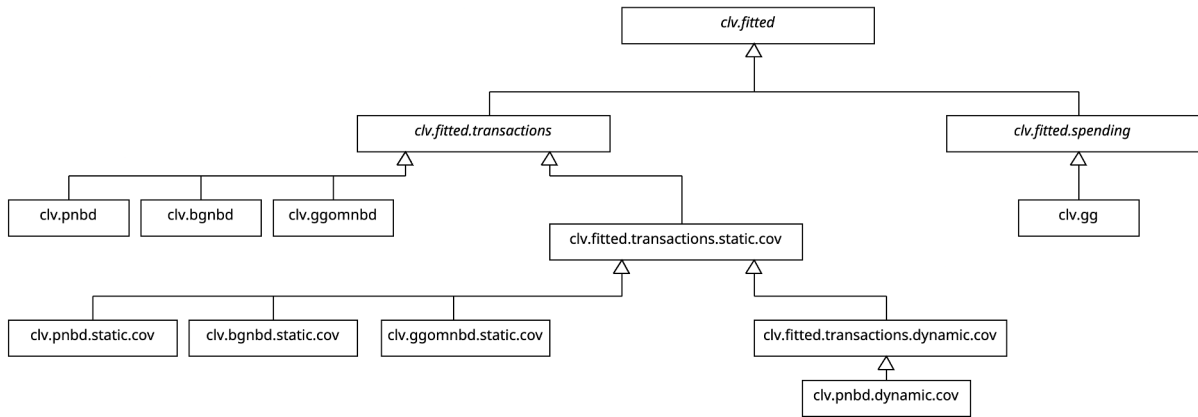 clv.fitted
clv.fitted.transactions
clv.fitted.spending
clv.pnbd
clv.bgnbd
clv.ggomnbd
clv.gg
clv.fitted.transactions.static.cov
clv.pnbd.static.cov
clv.bgnbd.static.cov
clv.ggomnbd.static.cov
clv.fitted.transactions.dynamic.cov
clv.pnbd.dynamic.cov